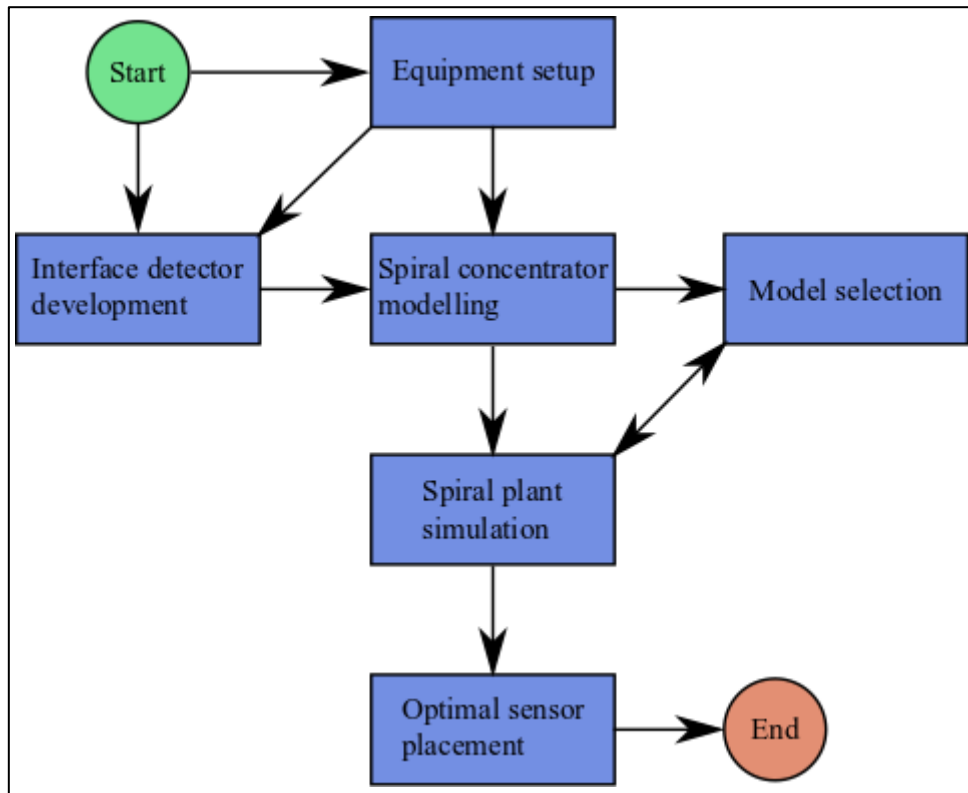 Start
Equipment setup
Interface detector
development
Spiral concentrator
modelling
Model selection
Spiral plant
simulation
Optimal sensor
placement
End